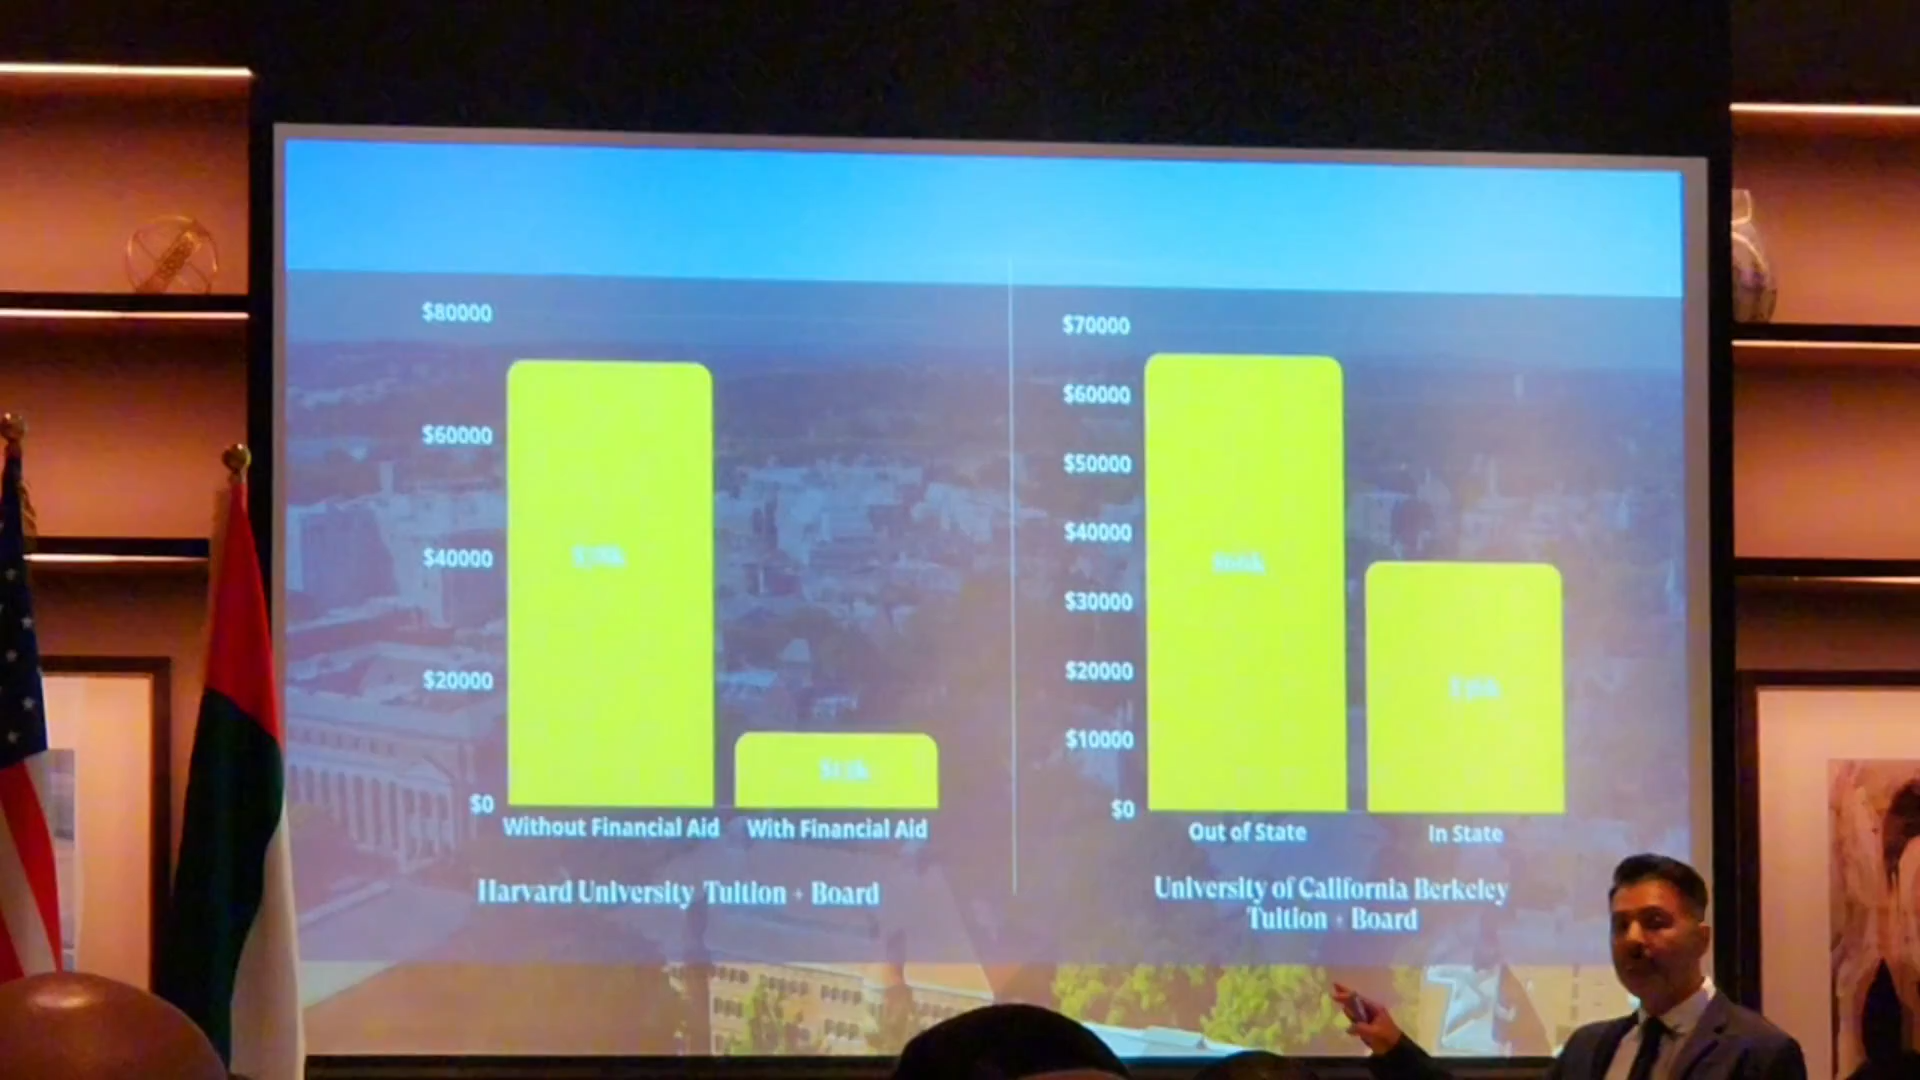 $80000
$60000
$40000
$20000
$0
Without Financial Aid
With Financial Aid
Harvard University Tuition + Board
$70000
$60000
$50000
$40000
$30000
$20000
$10000
$0
$66k
Out of State
In State
University of California Berkeley
Tuition + Board